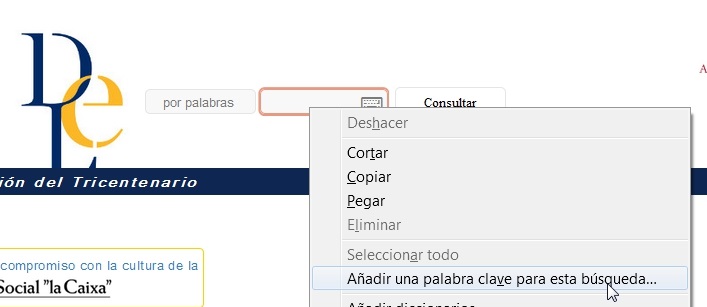 DLE
A
por palabras
Consultar
Deshacer
ión del Tricentenario
Cortar
Copiar
Pegar
Eliminar
Seleccionar todo
compromiso con la cultura de la
Añadir una palabra clave para esta búsqueda...
Social "la Caixa"
Añadir diccionarios